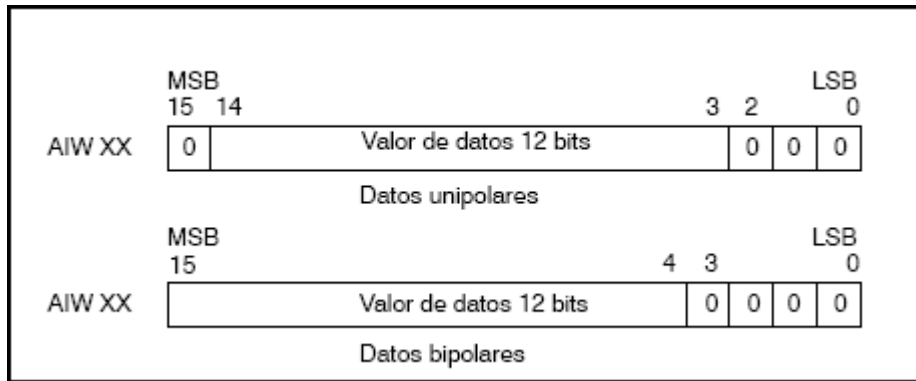 MSB LSB
15 14 3 2 0
AIW XX 0 Valor de datos 12 bits 0 0 0
Datos unipolares
MSB LSB
15 4 3 0
AIW XX Valor de datos 12 bits 0 0 0 0
Datos bipolares